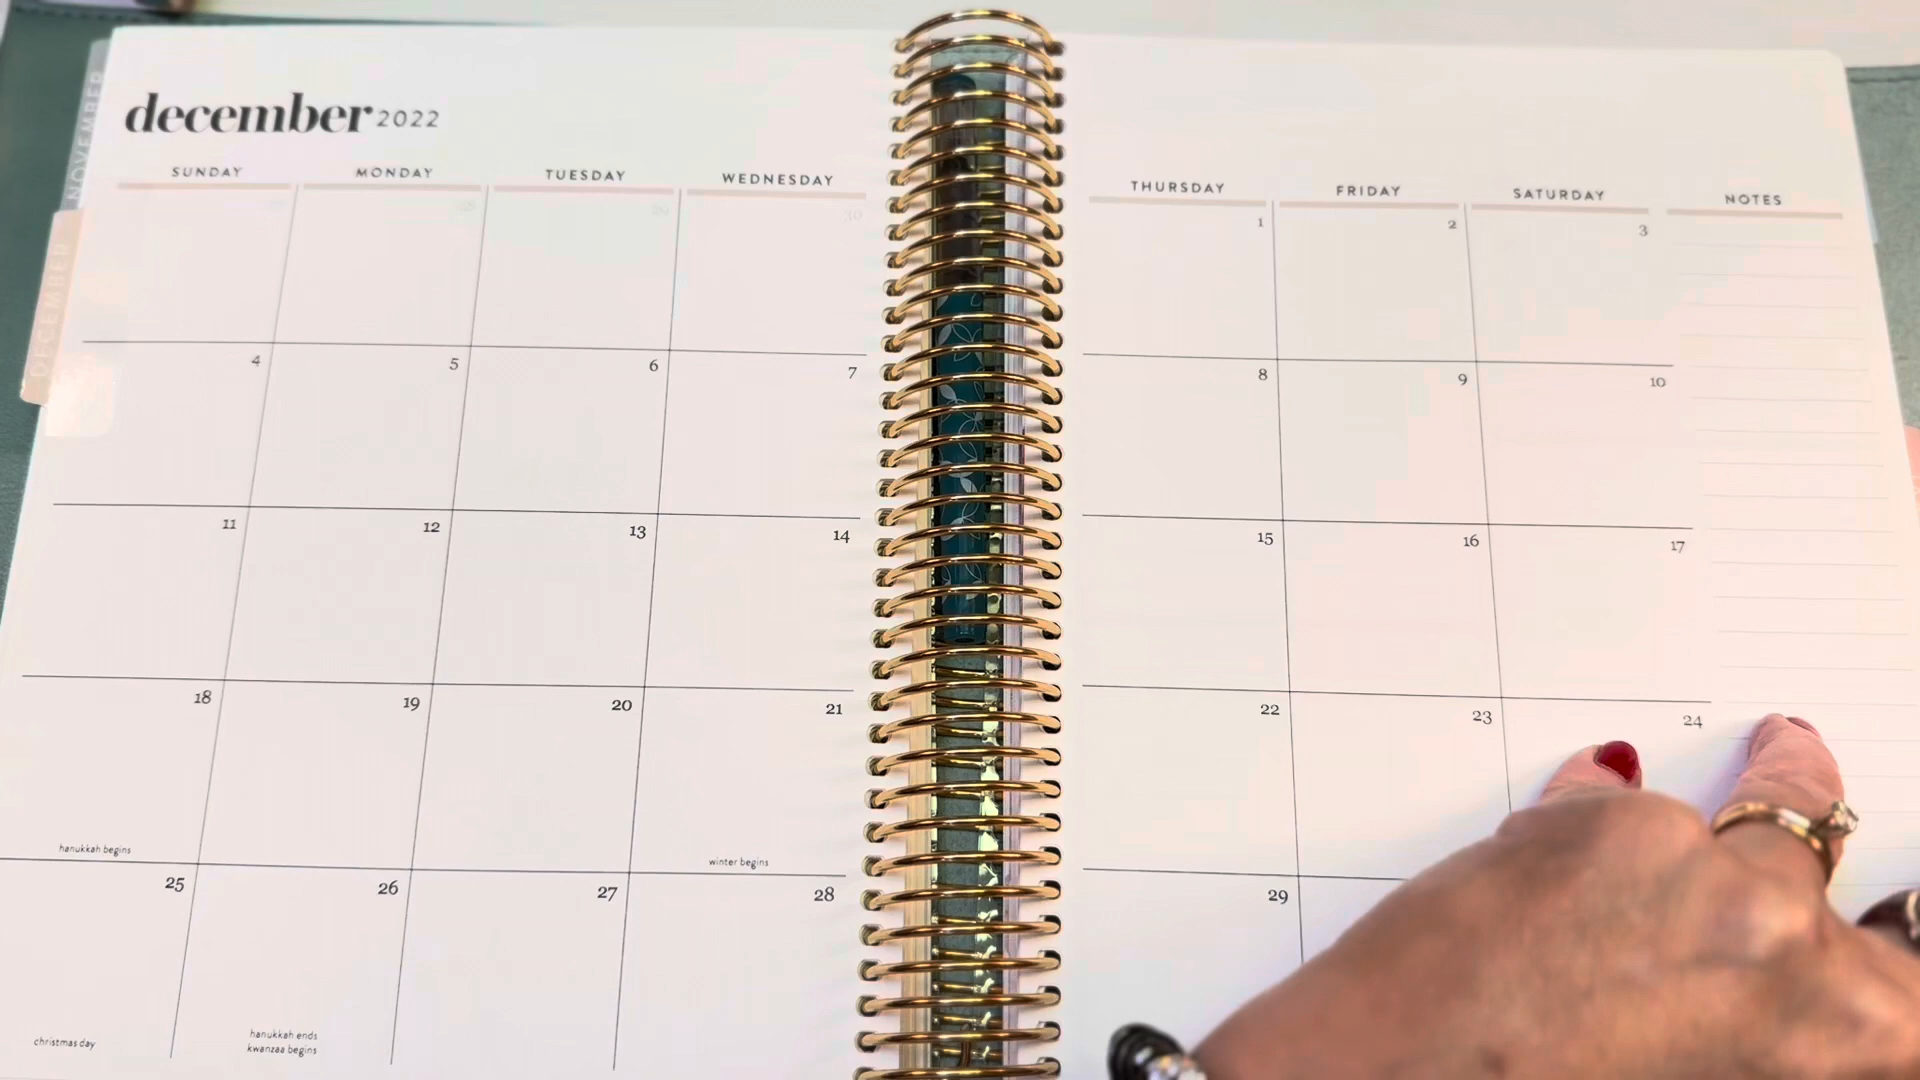 NOVEMBER
DECEMBER
december 2022
SUNDAY MONDAY TUESDAY WEDNESDAY THURSDAY FRIDAY SATURDAY NOTES
29 30 1 2 3
4 5 6 7 8 9 10
11 12 13 14 15 16 17
18 19 20 21 22 23 24
hanukkah begins winter begins
25 26 27 28 29
christmas day hanukkah ends
kwanzaa begins